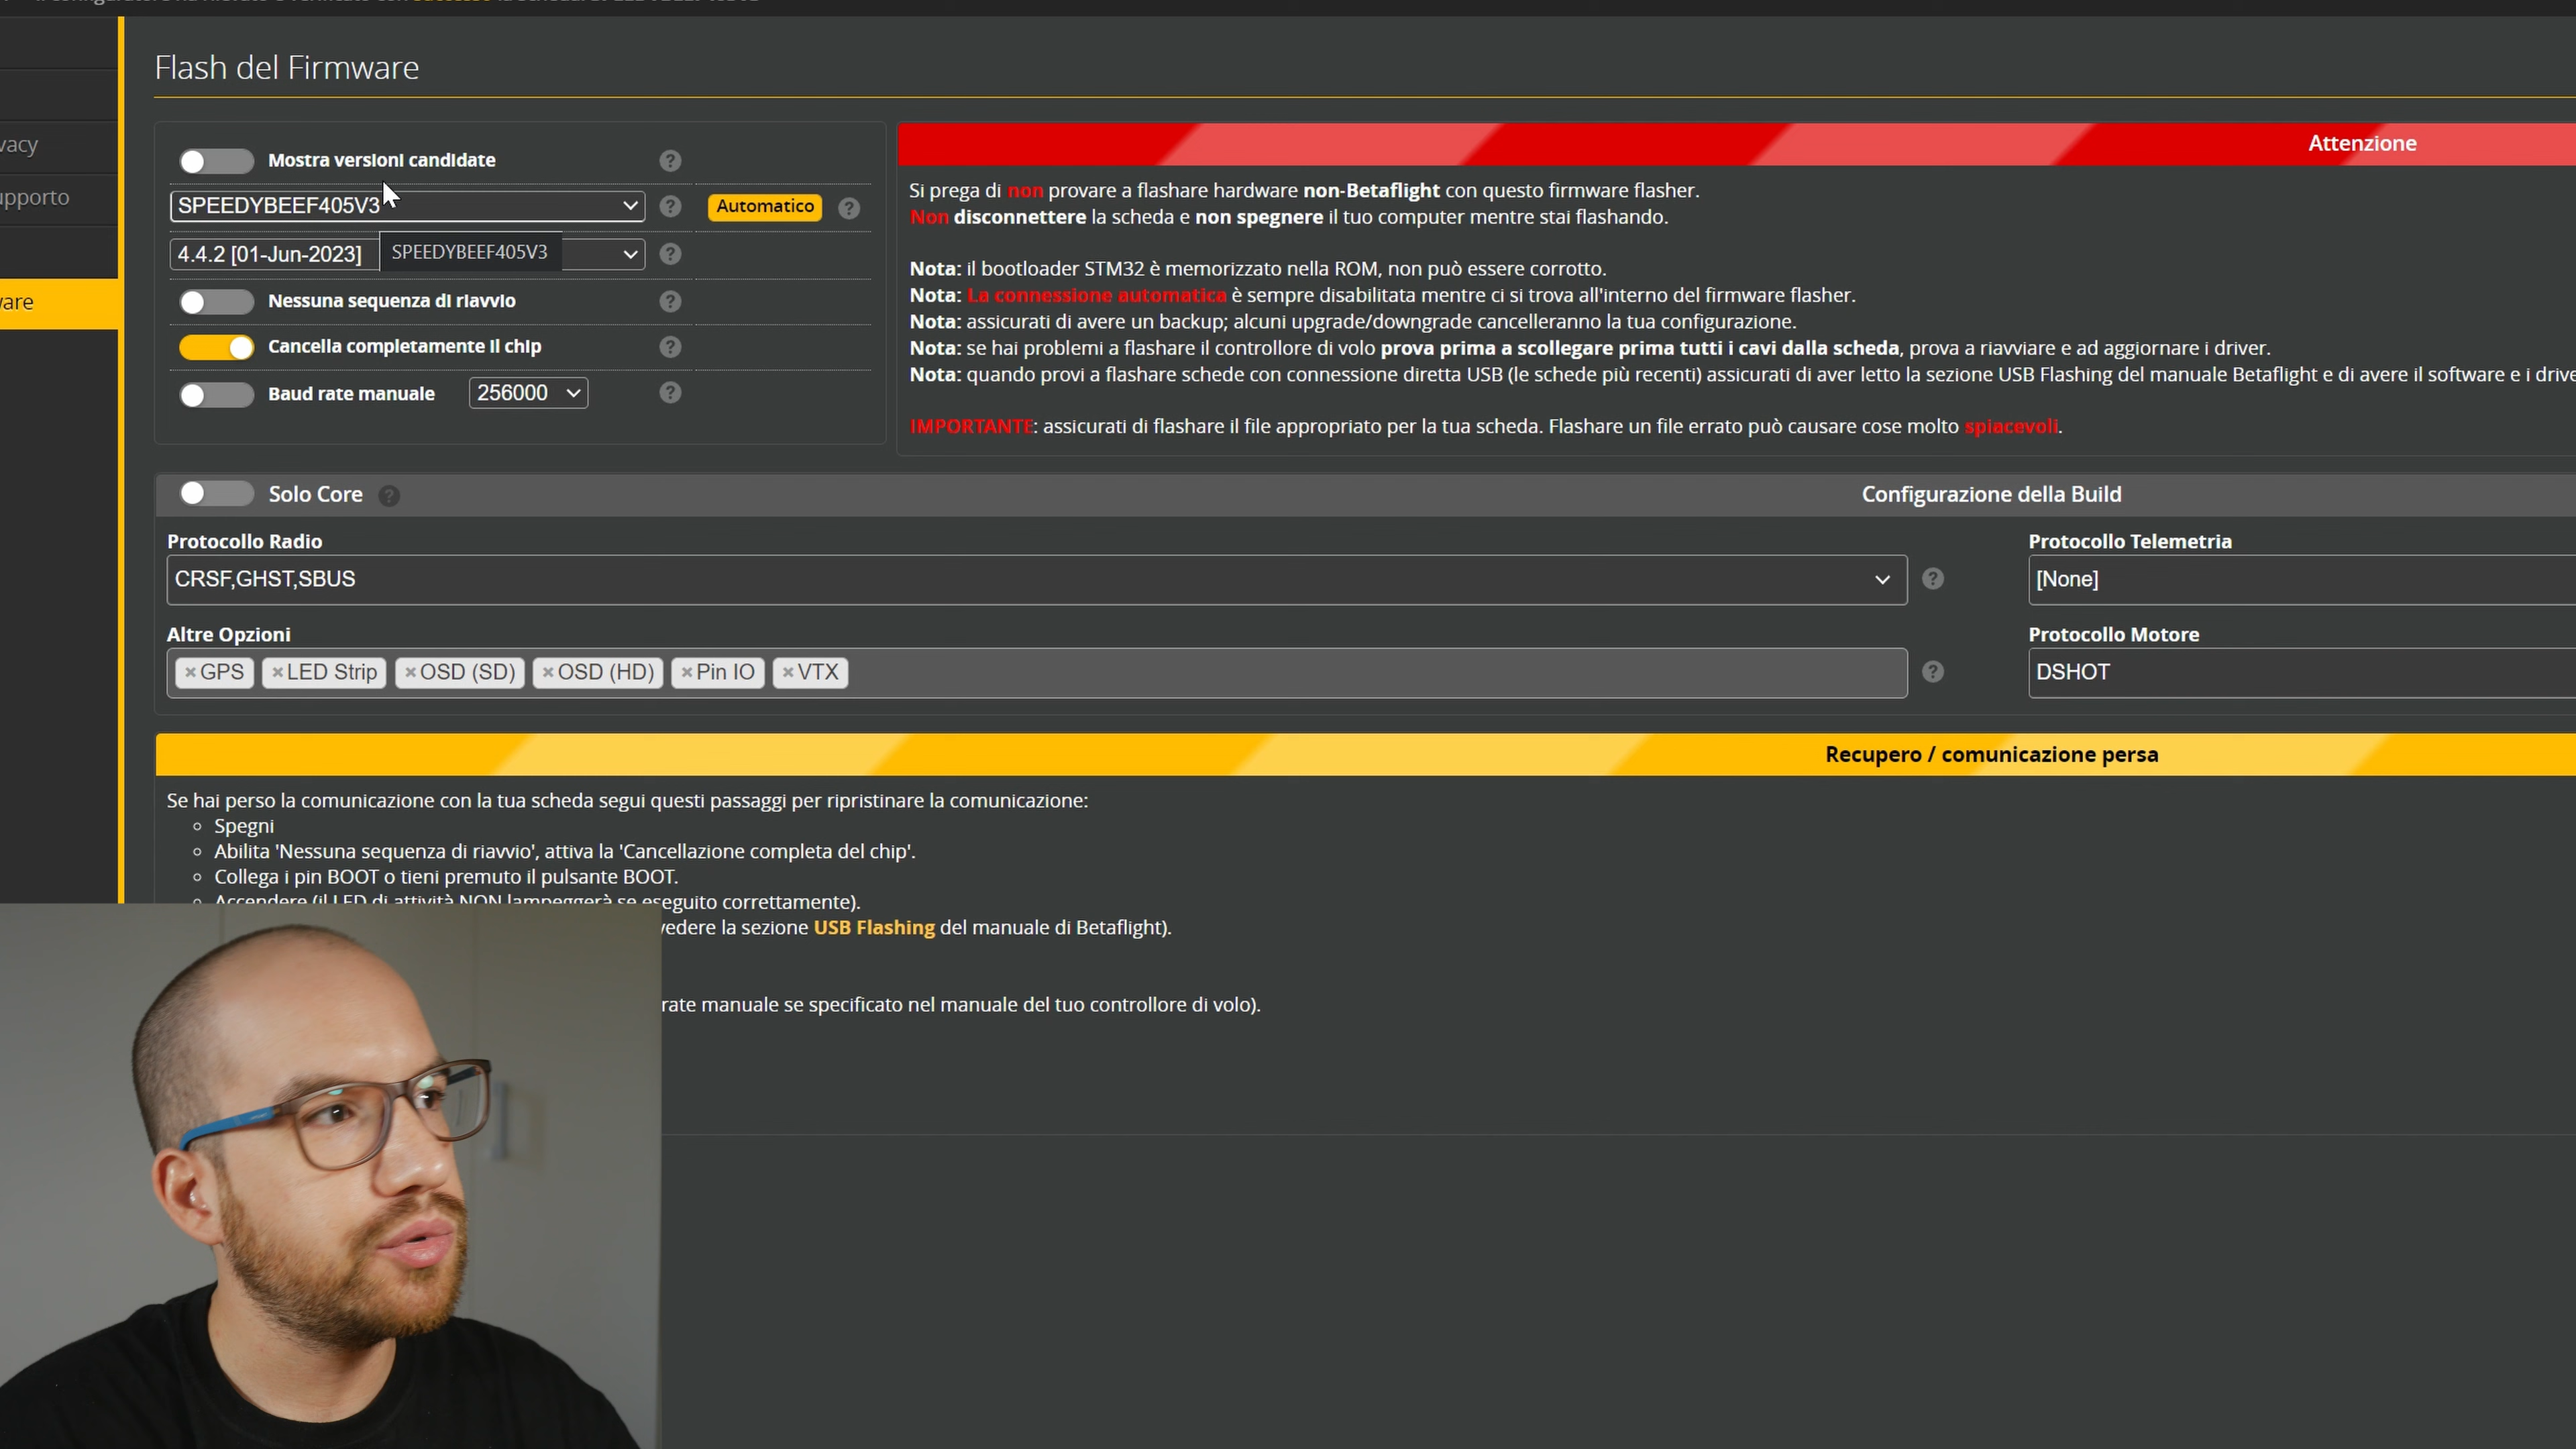 Flash del Firmware
vacy
upporto
ware
Mostra versioni candidate
SPEEDYBEEF405V3
Automatico
4.4.2 [01-Jun-2023]
SPEEDYBEEF405V3
Nessuna sequenza di riavvio
Cancella completamente il chip
Baud rate manuale
256000
Attenzione
Si prega di non provare a flashare hardware non-Betaflight con questo firmware flasher.
Non disconnettere la scheda e non spegnere il tuo computer mentre stai flashando.
Nota: il bootloader STM32 è memorizzato nella ROM, non può essere corrotto.
Nota: La connessione automatica è sempre disabilitata mentre ci si trova all'interno del firmware flasher.
Nota: assicurati di avere un backup; alcuni upgrade/downgrade cancelleranno la tua configurazione.
Nota: se hai problemi a flashare il controllore di volo prova prima a scollegare prima tutti i cavi dalla scheda, prova a riavviare e ad aggiornare i driver.
Nota: quando provi a flashare schede con connessione diretta USB (le schede più recenti) assicurati di aver letto la sezione USB Flashing del manuale Betaflight e di avere il software e i drive
IMPORTANTE: assicurati di flashare il file appropriato per la tua scheda. Flashare un file errato può causare cose molto spiacevoli.
Solo Core
Configurazione della Build
Protocollo Radio
CRSF,GHST,SBUS
Protocollo Telemetria
[None]
Altre Opzioni
×GPS ×LED Strip ×OSD (SD) ×OSD (HD) ×Pin IO ×VTX
Protocollo Motore
DSHOT
Recupero / comunicazione persa
Se hai perso la comunicazione con la tua scheda segui questi passaggi per ripristinare la comunicazione:
Spegni
Abilita 'Nessuna sequenza di riavvio', attiva la 'Cancellazione completa del chip'.
Collega i pin BOOT o tieni premuto il pulsante BOOT.
Accendere (il LED di attività NON lampeggerà se eseguito correttamente).
vedere la sezione USB Flashing del manuale di Betaflight).
rate manuale se specificato nel manuale del tuo controllore di volo).